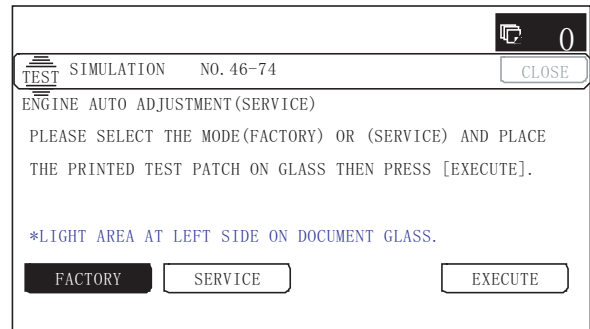 0
TEST SIMULATION NO.46-74 CLOSE
ENGINE AUTO ADJUSTMENT(SERVICE)
PLEASE SELECT THE MODE(FACTORY) OR (SERVICE) AND PLACE
THE PRINTED TEST PATCH ON GLASS THEN PRESS [EXECUTE].
*LIGHT AREA AT LEFT SIDE ON DOCUMENT GLASS.
FACTORY SERVICE EXECUTE